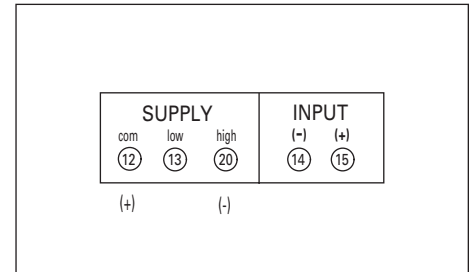 SUPPLY INPUT
com low high (-) (+)
12 13 20 14 15
(+) (-)